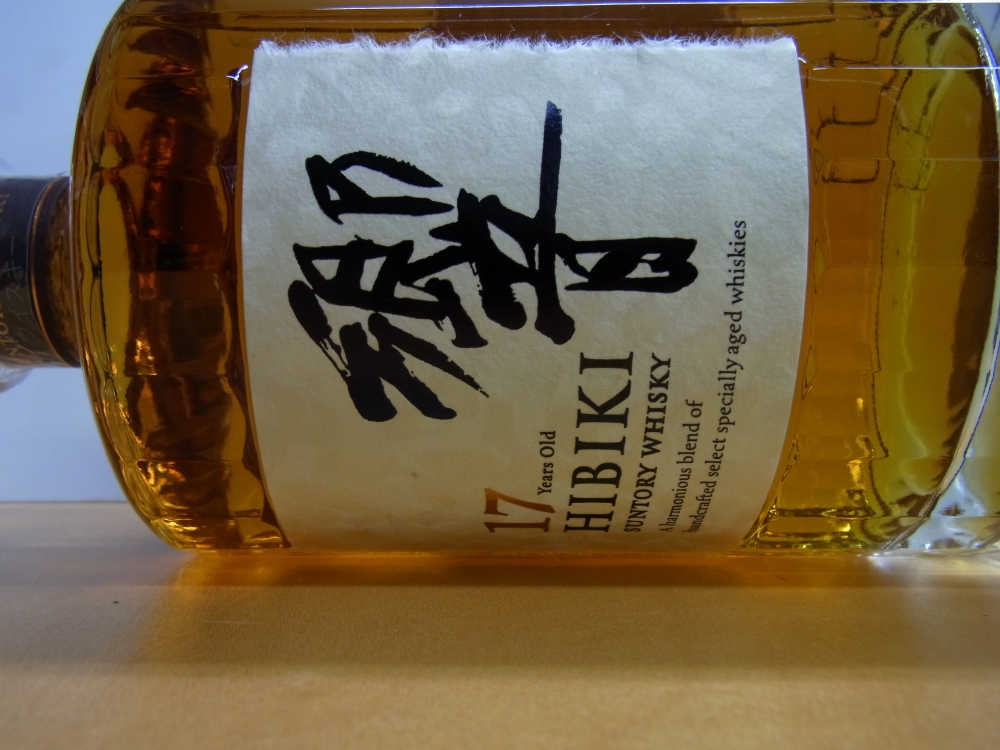 響
17 Years Old
HIBIKI
SUNTORY WHISKY
A harmonious blend of
handcrafted select specially aged whiskies